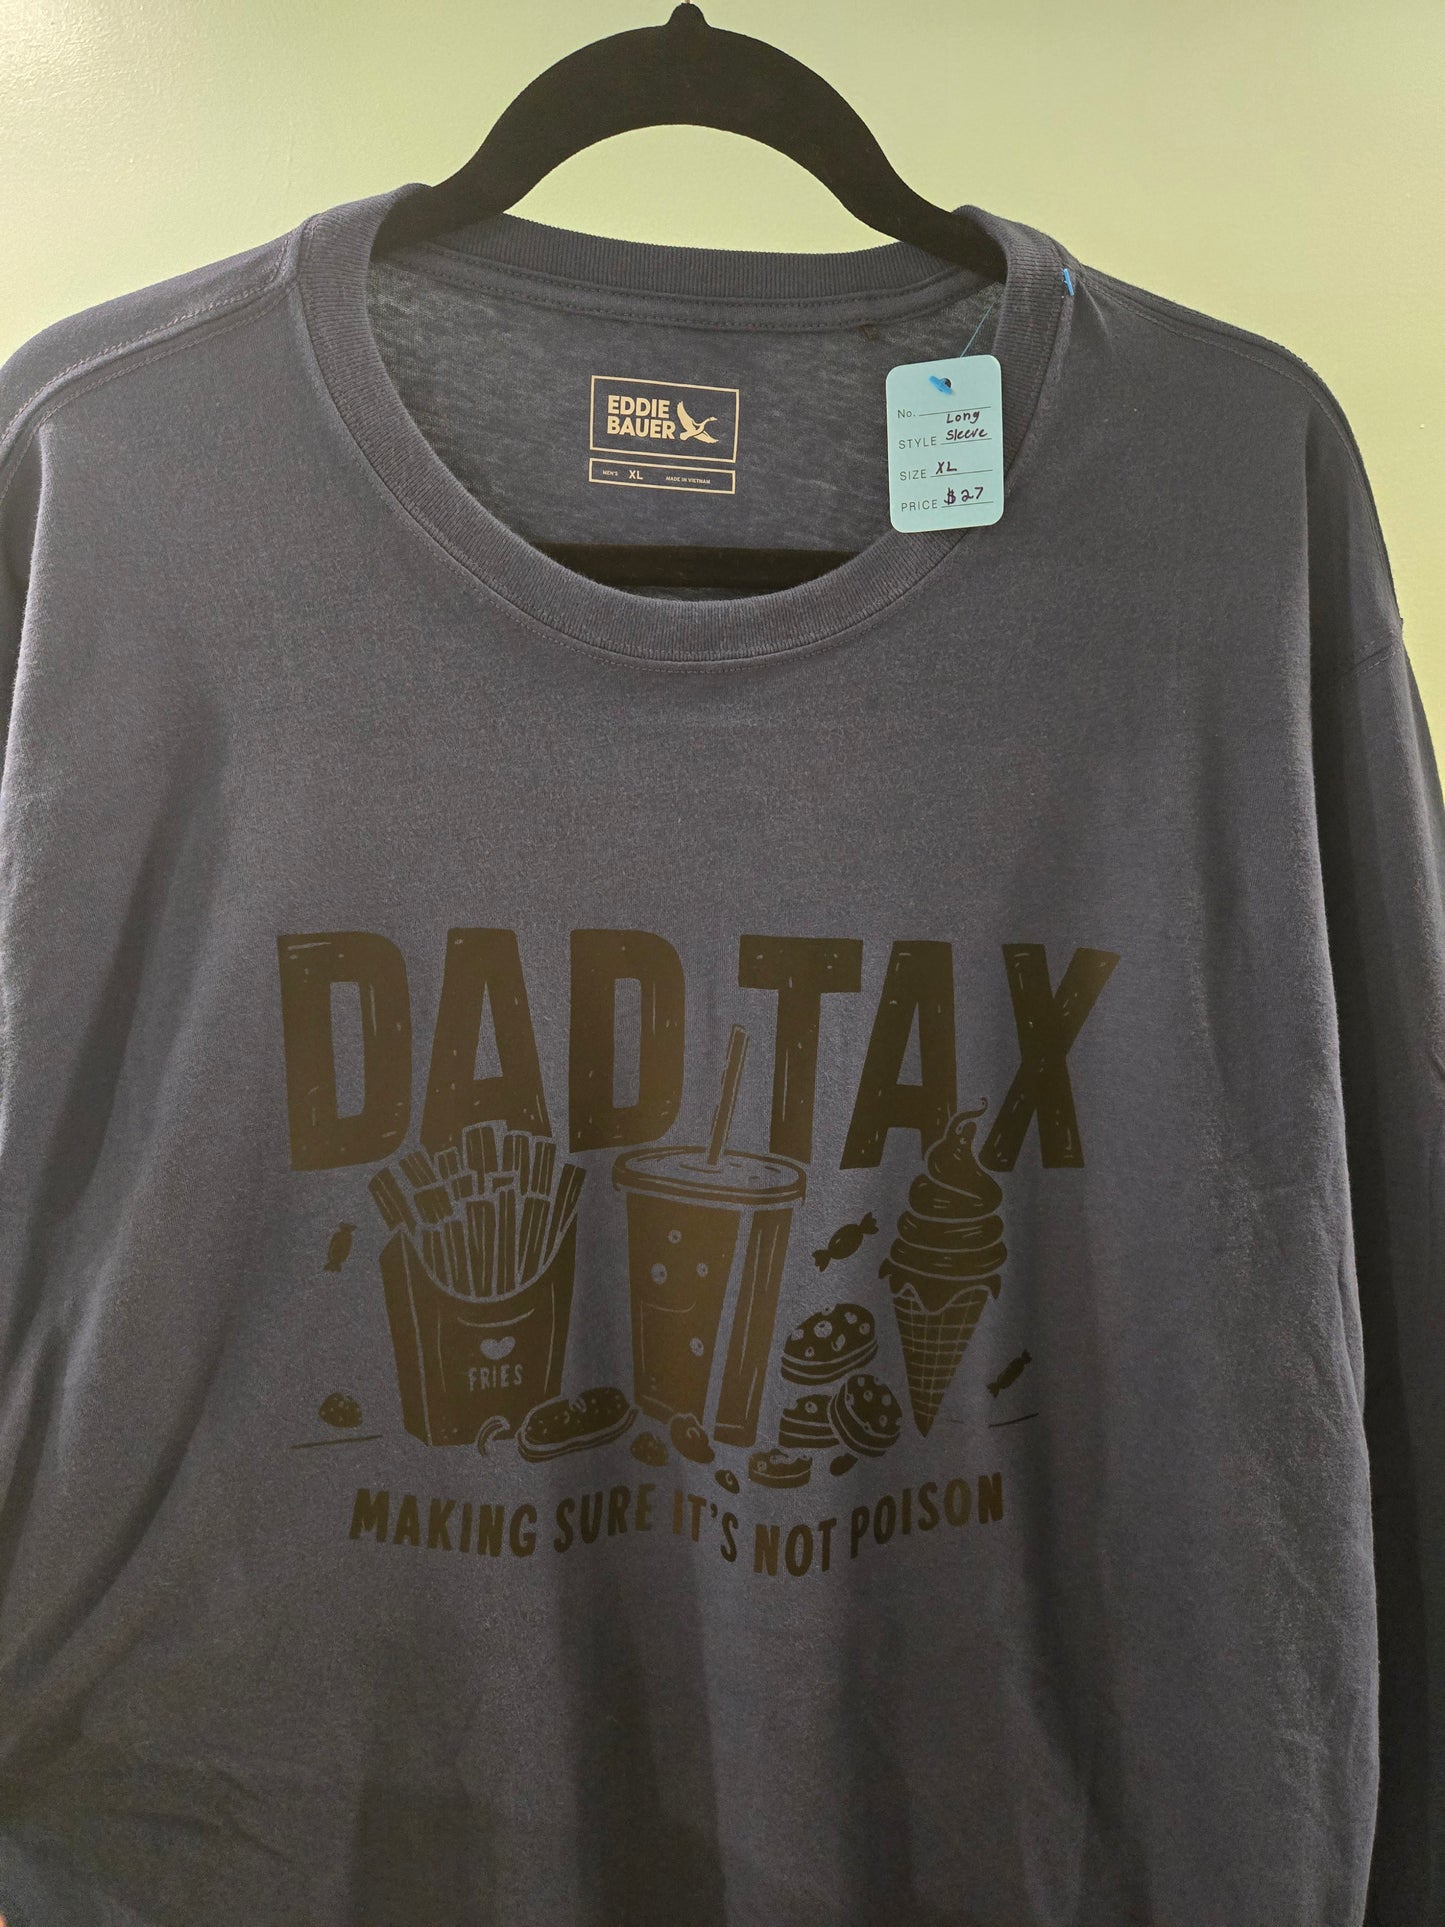 EDDIE
BAUER
MEN'S XL MADE IN VIETNAM
No.
STYLE Long Sleeve
SIZE XL
PRICE $27
DAD TAX
FRIES
MAKING SURE IT'S NOT POISON